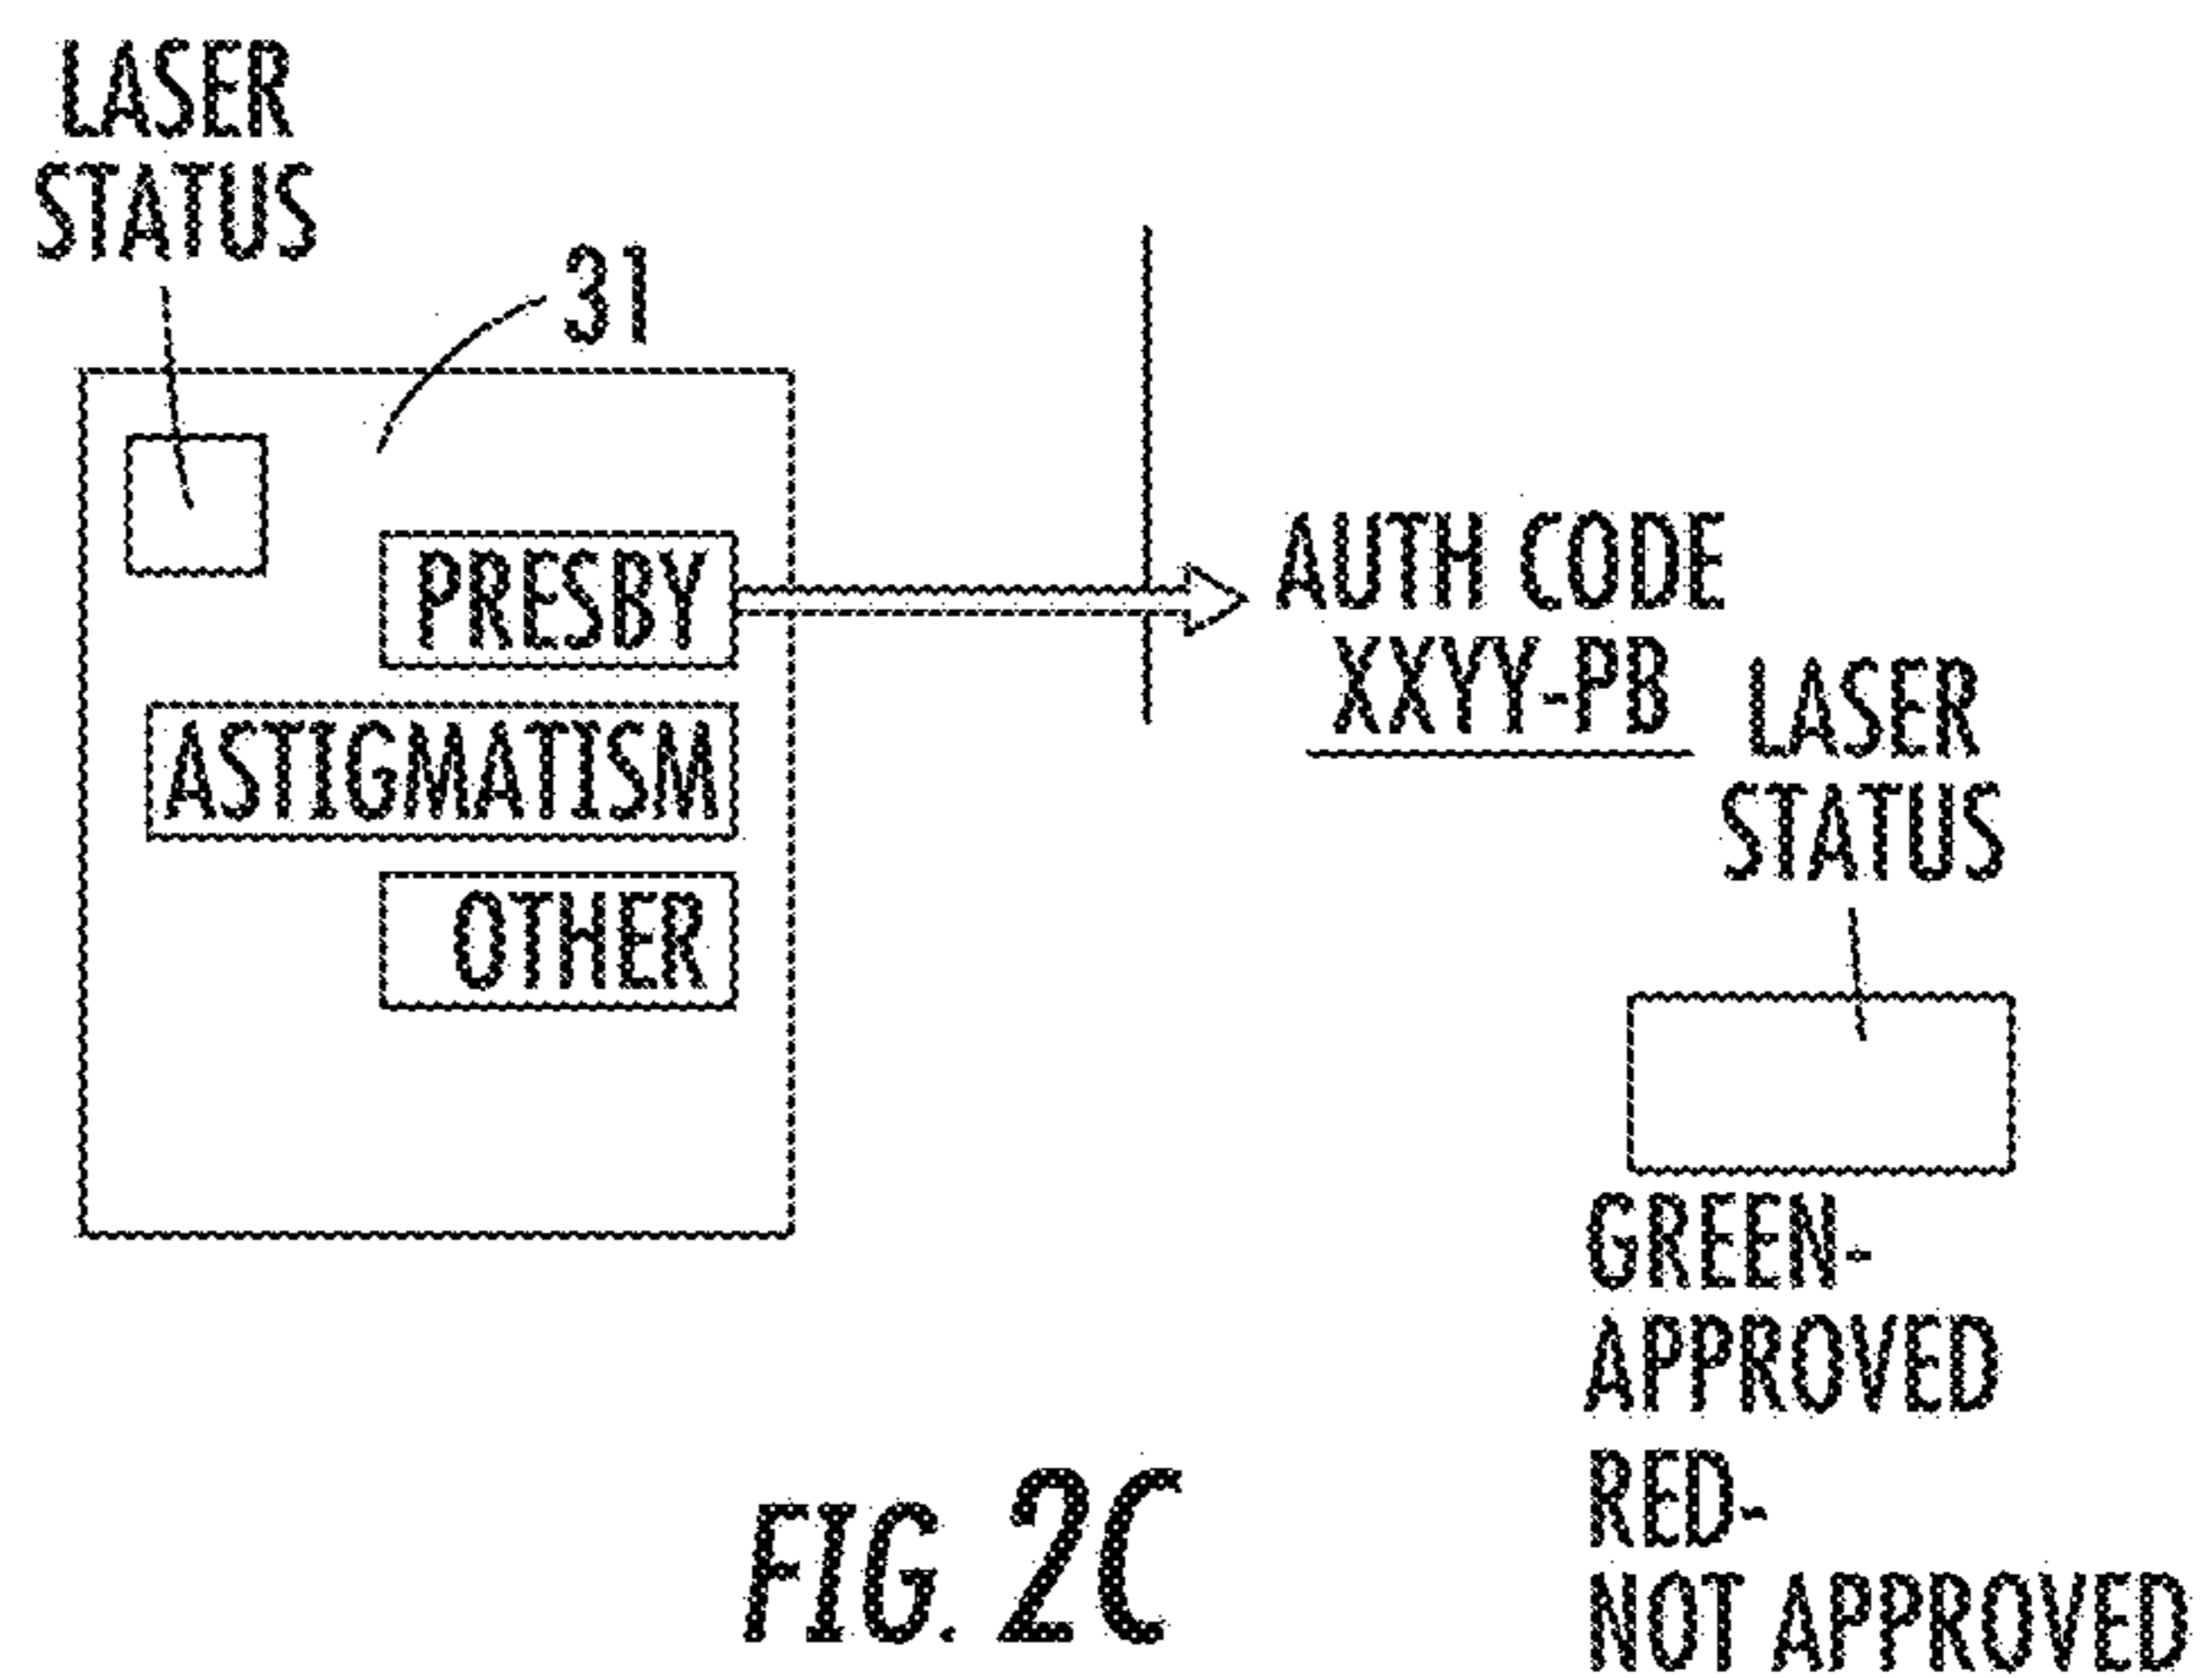 LASER
STATUS
31
PRESBY
ASTIGMATISM
OTHER
AUTH CODE
XXYY-PB
LASER
STATUS
GREEN-
APPROVED
RED-
NOT APPROVED
FIG. 2C